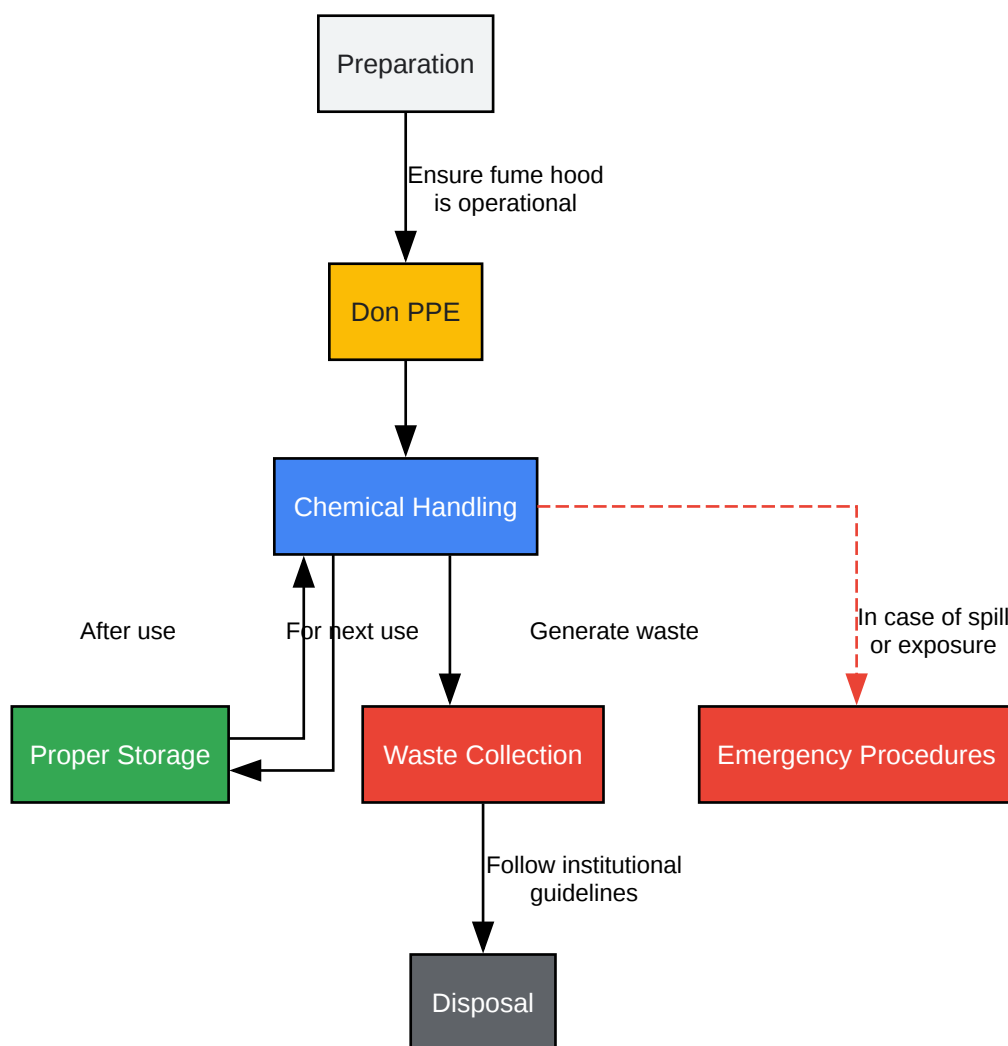 Preparation
Ensure fume hood
is operational
Don PPE
Chemical Handling
After use
For next use
Generate waste
In case of spill
or exposure
Proper Storage
Waste Collection
Emergency Procedures
Follow institutional
guidelines
Disposal